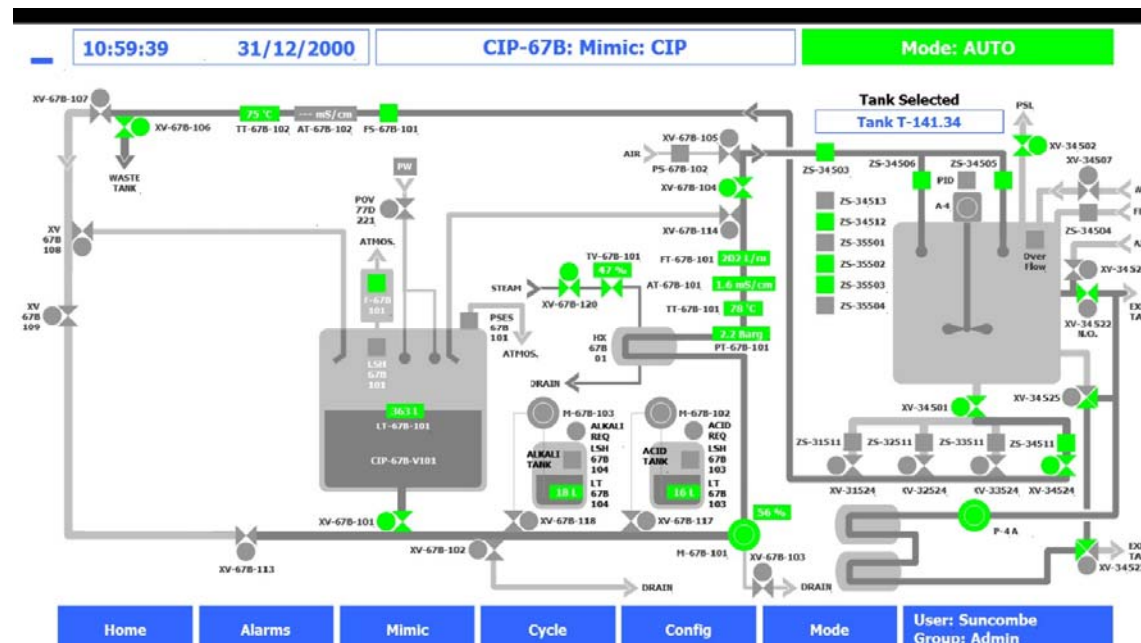 10:59:39 31/12/2000
CIP-67B: Mimic: CIP
Mode: AUTO
XV-67B-107
XV-67B-106
75 °C
TT-67B-102
--- mS/cm
AT-67B-102
FS-67B-101
WASTE
TANK
PW
POV
77D
221
ATMOS.
XV
67B
108
XV
67B
109
67B
101
LSH
67B
101
PSES
67B
101
ATMOS.
363 l
LT-67B-101
CIP-67B-V101
XV-67B-101
XV-67B-113
XV-67B-102
DRAIN
STEAM
XV-67B-120
TV-67B-101
47 %
HX
67B
01
DRAIN
M-67B-103
ALKALI
REQ
ALKALI
TANK
LSH
67B
104
18 l
LT
67B
104
XV-67B-118
M-67B-102
ACID
REQ
ACID
TANK
LSH
67B
103
16 l
LT
67B
103
XV-67B-117
56 %
M-67B-101
XV-67B-103
DRAIN
AIR
PS-67B-102
XV-67B-105
XV-67B-104
XV-67B-114
FT-67B-101
AT-67B-101
1.6 mS/cm
TT-67B-101
78 °C
2.2 Barg
PT-67B-101
Tank Selected
Tank T-141.34
ZS-34503
ZS-34506
ZS-34505
PSL
XV-34502
XV-34507
PID
A-4
ZS-34504
Over
Flow
ZS-34513
ZS-34512
ZS-35501
ZS-35502
ZS-35503
ZS-35504
XV-34522
N.O.
XV-34525
XV-34501
ZS-31511
ZS-32511
ZS-33511
ZS-34511
XV-31524
XV-34524
P-4A
Home
Alarms
Mimic
Cycle
Config
Mode
User: Suncombe
Group: Admin